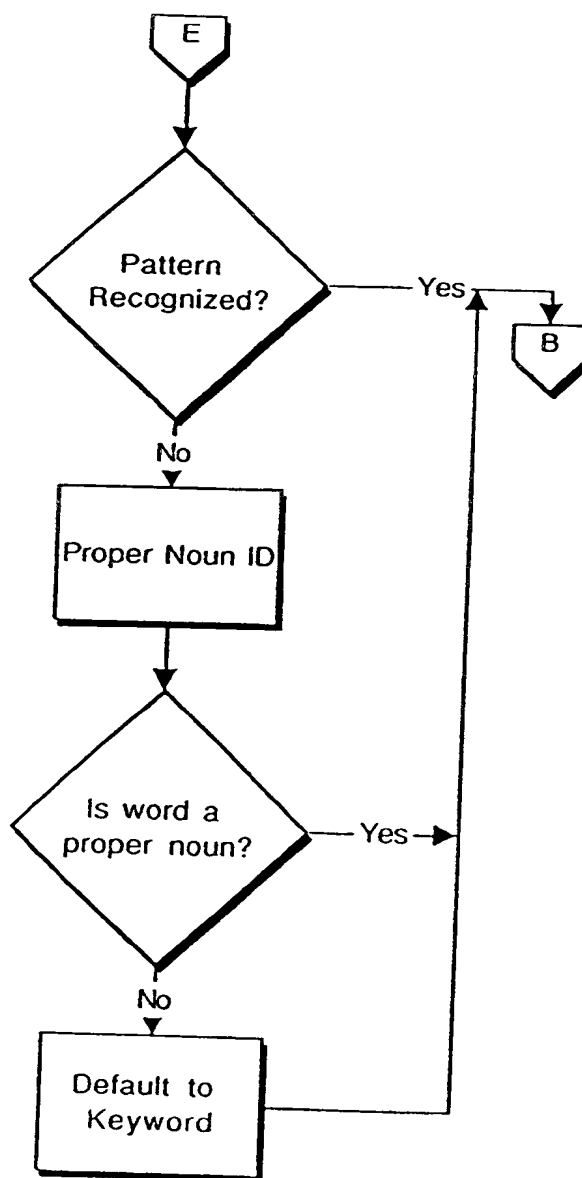 E
Pattern
Recognized?
Yes
B
No
Proper Noun ID
Is word a
proper noun?
Yes
No
Default to
Keyword